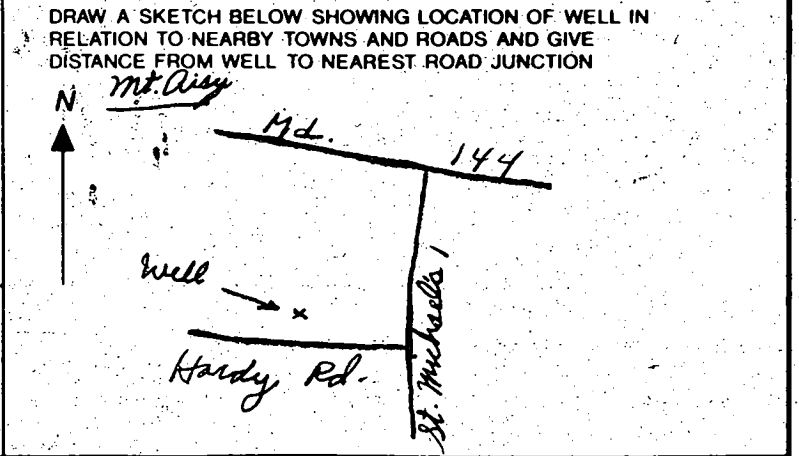 DRAW A SKETCH BELOW SHOWING LOCATION OF WELL IN
RELATION TO NEARBY TOWNS AND ROADS AND GIVE
DISTANCE FROM WELL TO NEAREST ROAD JUNCTION
N
Mt. Airy
Md.
144
Well
x
Hardy Rd.
St. Michael's